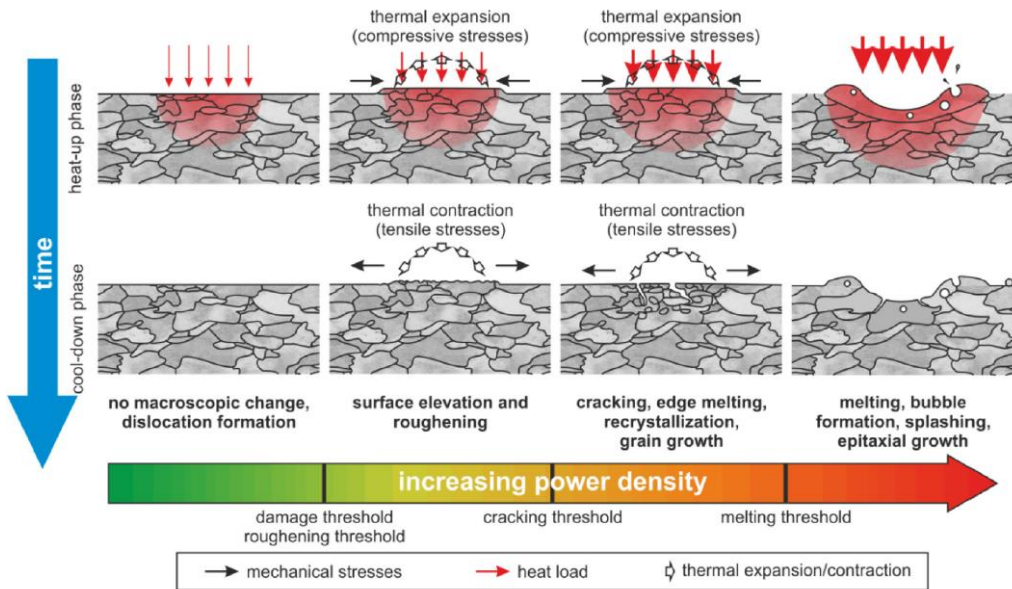 thermal expansion
(compressive stresses)
thermal expansion
(compressive stresses)
heat-up phase
time
thermal contraction
(tensile stresses)
thermal contraction
(tensile stresses)
cool-down phase
no macroscopic change,
dislocation formation
surface elevation and
roughening
cracking, edge melting,
recrystallization,
grain growth
melting, bubble
formation, splashing,
epitaxial growth
increasing power density
damage threshold
roughening threshold
cracking threshold
melting threshold
mechanical stresses
heat load
thermal expansion/contraction